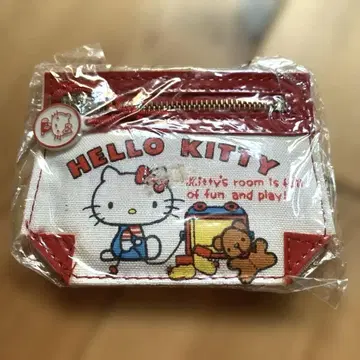 HELLO KITTY
Kitty's room is full
of fun and play!